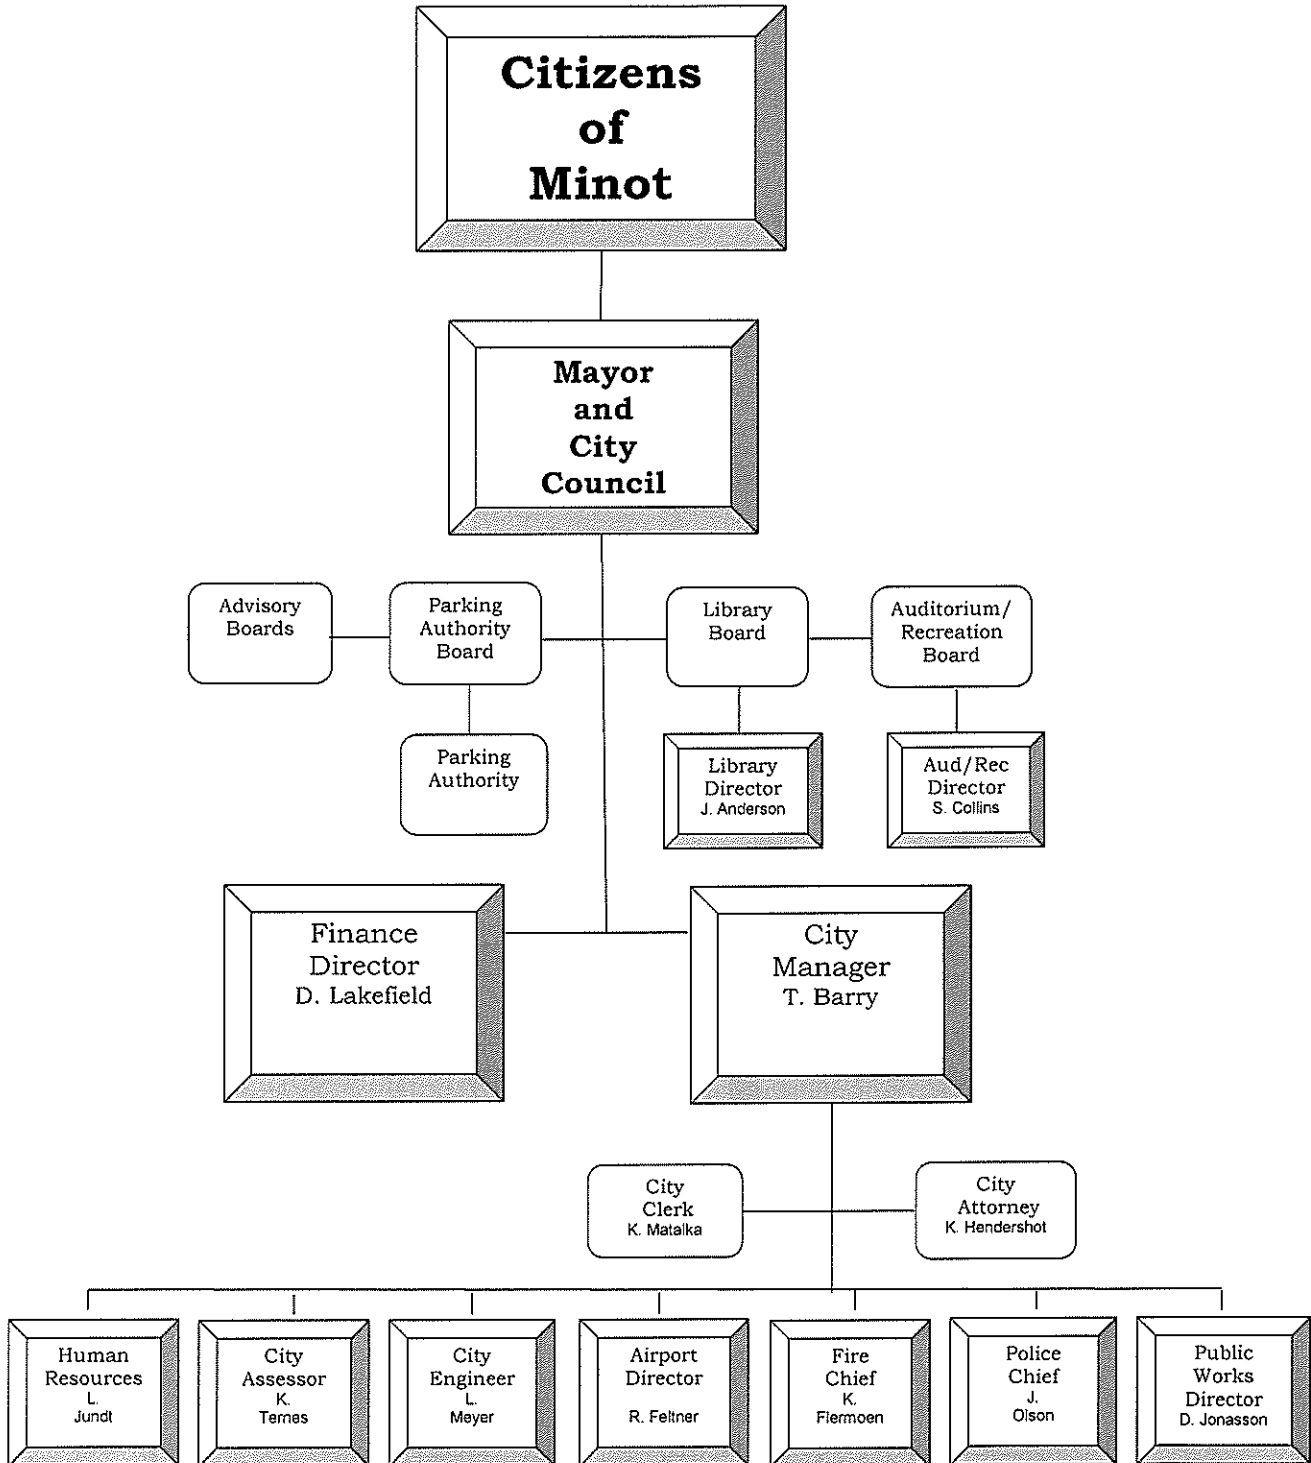 Citizens
of
Minot
Mayor
and
City
Council
Advisory
Boards
Parking
Authority
Board
Library
Board
Auditorium/
Recreation
Board
Parking
Authority
Library
Director
J. Anderson
Aud/Rec
Director
S. Collins
Finance
Director
D. Lakefield
City
Manager
T. Barry
City
Clerk
K. Matalka
City
Attorney
K. Hendershot
Human
Resources
L.
Jundt
City
Assessor
K.
Ternes
City
Engineer
L.
Meyer
Airport
Director
R. Feltner
Fire
Chief
K.
Flermoen
Police
Chief
J.
Olson
Public
Works
Director
D. Jonasson